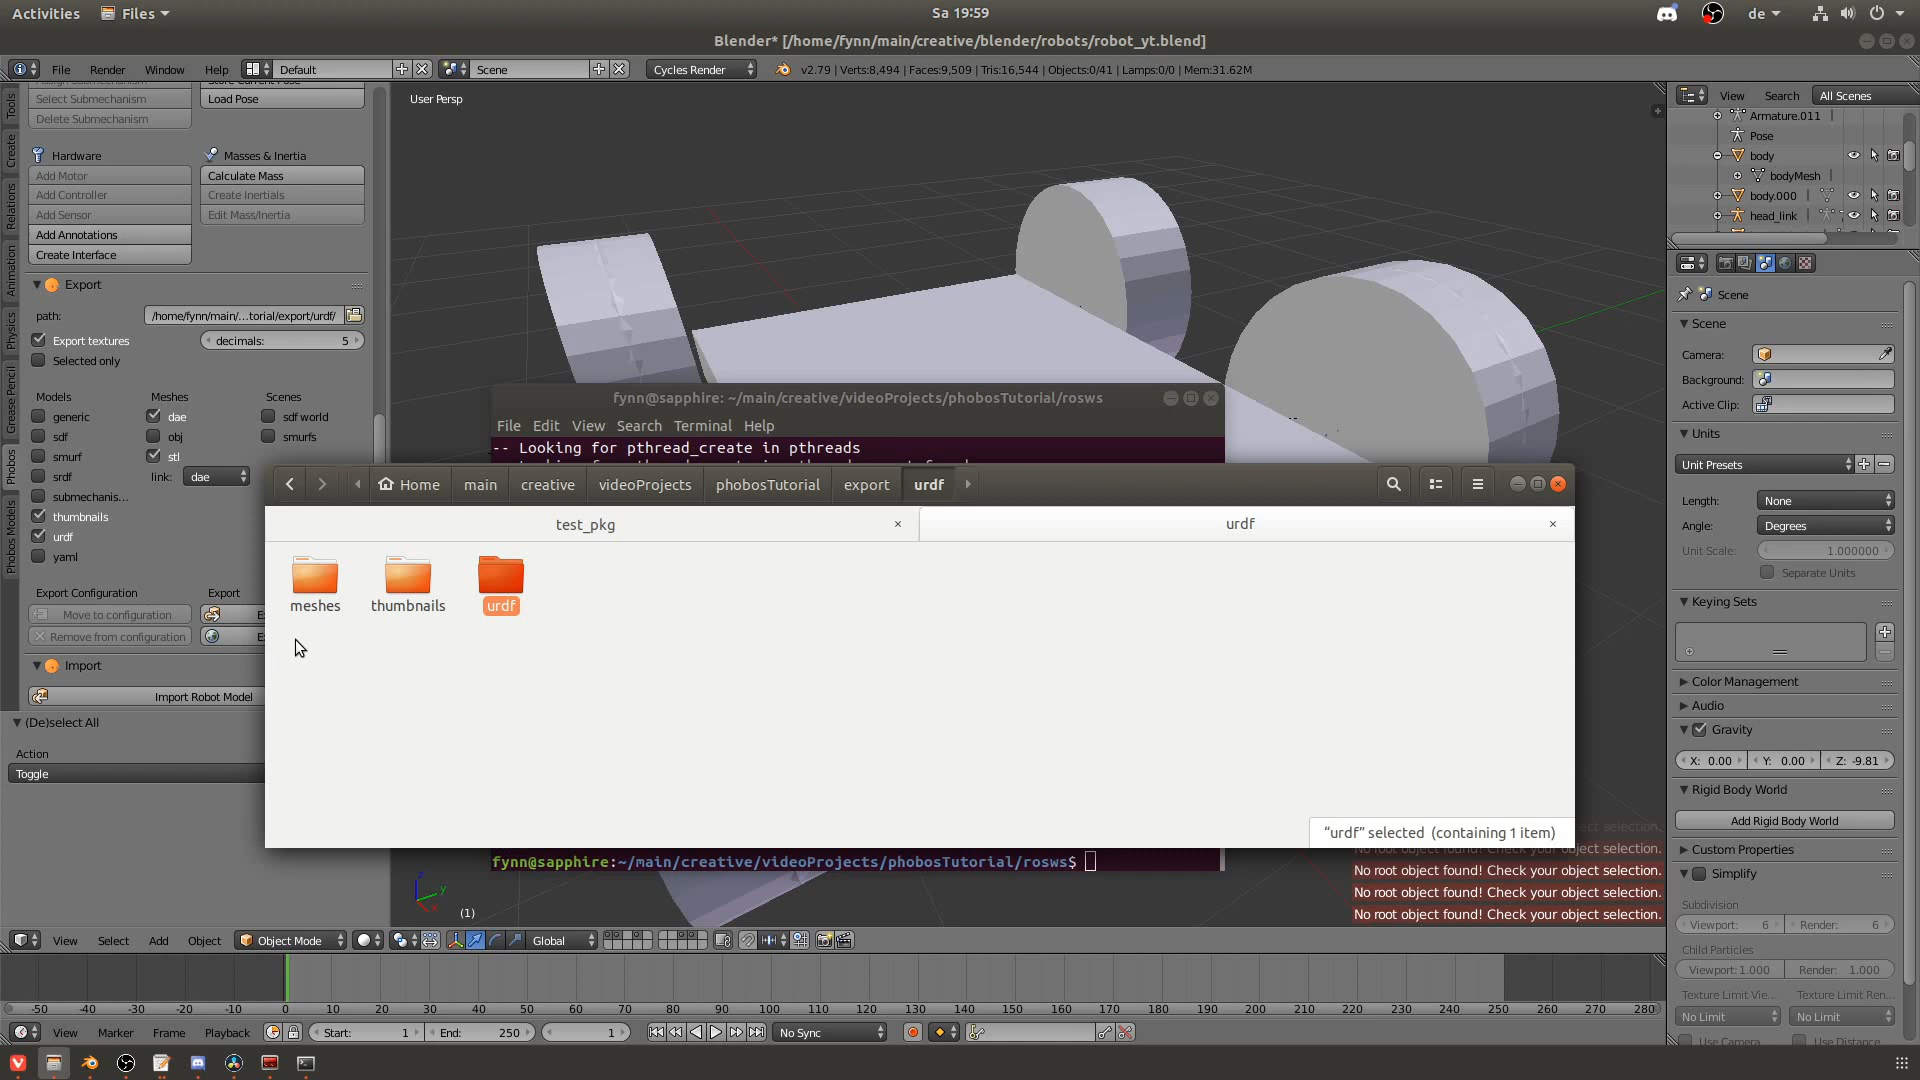 Activities Files Sa 19:59 de
Blender* [/home/fynn/main/creative/blender/robots/robot_yt.blend]
File Render Window Help Default Scene Cycles Render v2.79 | Verts:8,494 | Faces:9,509 | Tris:16,544 | Objects:0/41 | Lamps:0/0 | Mem:31.62M
Select Submechanism Load Pose
Delete Submechanism
Hardware Masses & Inertia
Add Motor Calculate Mass
Add Controller Create Inertials
Add Sensor Edit Mass/Inertia
Add Annotations
Create Interface
Export
path: /home/fynn/main/...torial/export/urdf/
Export textures decimals: 5
Selected only
Models Meshes Scenes
generic dae sdf world
sdf obj smurfs
smurf stl
srdf link: dae
submechanis...
thumbnails
urdf
yaml
Export Configuration Export
Move to configuration
Remove from configuration
Import
Import Robot Model
(De)select All
Action
Toggle
Tools
Create
Relations
Animation
Physics
Grease Pencil
Phobos
Phobos Models
User Persp
fynn@sapphire: ~/main/creative/videoProjects/phobosTutorial/rosws
File Edit View Search Terminal Help
-- Looking for pthread_create in pthreads
Home main creative videoProjects phobosTutorial export urdf
test_pkg urdf
meshes thumbnails urdf
"urdf" selected (containing 1 item)
fynn@sapphire:~/main/creative/videoProjects/phobosTutorial/rosws$
No root object found! Check your object selection.
No root object found! Check your object selection.
No root object found! Check your object selection.
No root object found! Check your object selection.
z y x
(1)
View Select Add Object Object Mode Global
-50 -40 -30 -20 -10 0 10 20 30 40 50 60 70 80 90 100 110 120 130 140 150 160 170 180 190 200 210 220 230 240 250 260 270 280
View Marker Frame Playback Start: 1 End: 250 1 No Sync
View Search All Scenes
Armature.011
Pose
body
bodyMesh
body.000
head_link
Scene
Scene
Camera:
Background:
Active Clip:
Units
Unit Presets
Length: None
Angle: Degrees
Unit Scale: 1.000000
Separate Units
Keying Sets
Color Management
Audio
Gravity
X: 0.00 Y: 0.00 Z: -9.81
Rigid Body World
Add Rigid Body World
Custom Properties
Simplify
Subdivision
Viewport: 6 Render: 6
Child Particles
Viewport: 1.000 Render: 1.000
Texture Limit Vie... Texture Limit Ren...
No Limit No Limit
Use Camera Use Distance